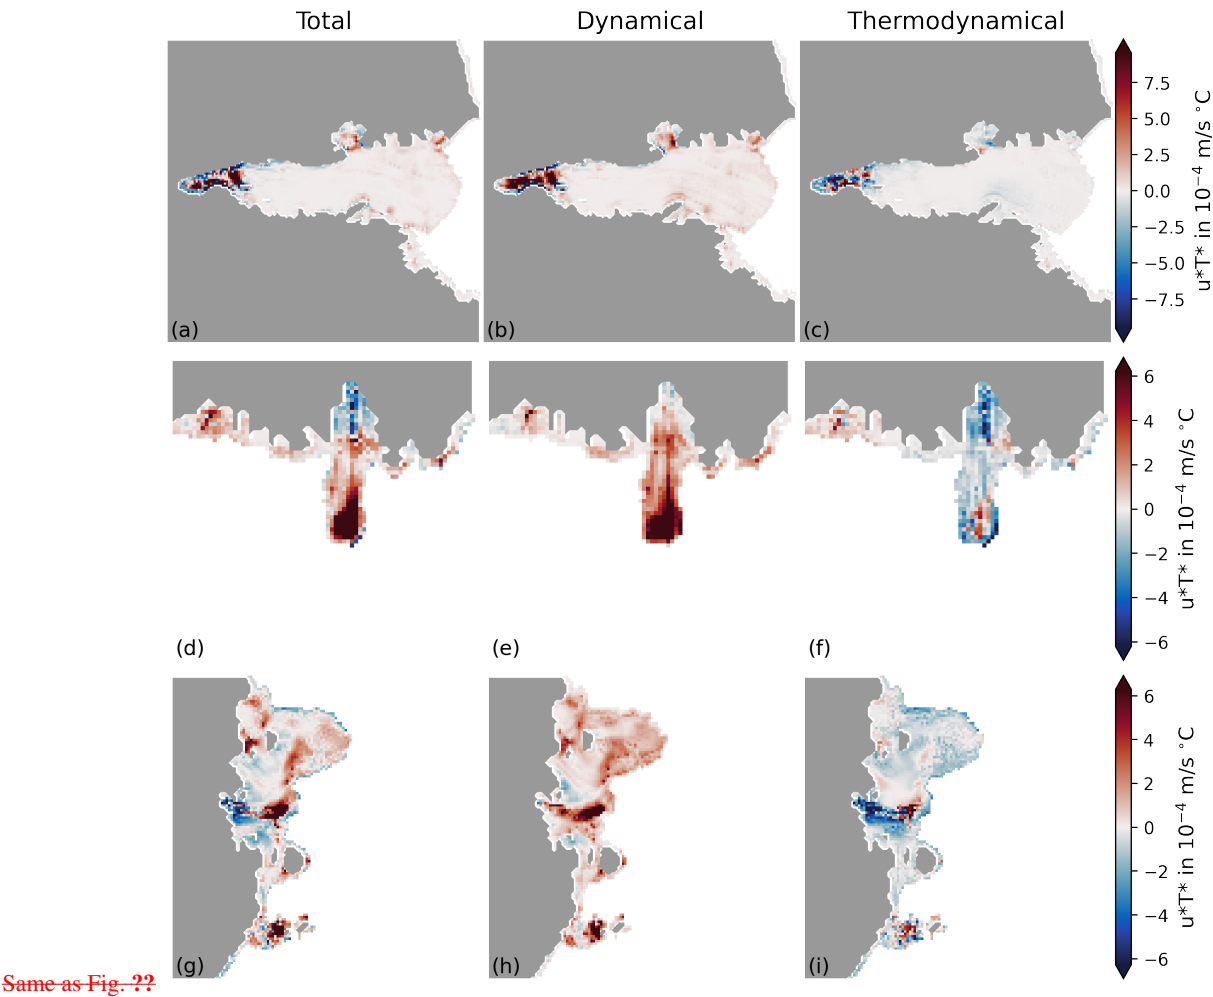 Total Dynamical Thermodynamical
(a) (b) (c)
7.5
5.0
2.5
0.0
−2.5
−5.0
−7.5
u*T* in 10⁻⁴ m/s °C
(d) (e) (f)
6
4
2
0
−2
−4
−6
u*T* in 10⁻⁴ m/s °C
(g) (h) (i)
6
4
2
0
−2
−4
−6
u*T* in 10⁻⁴ m/s °C
Same as Fig. ??